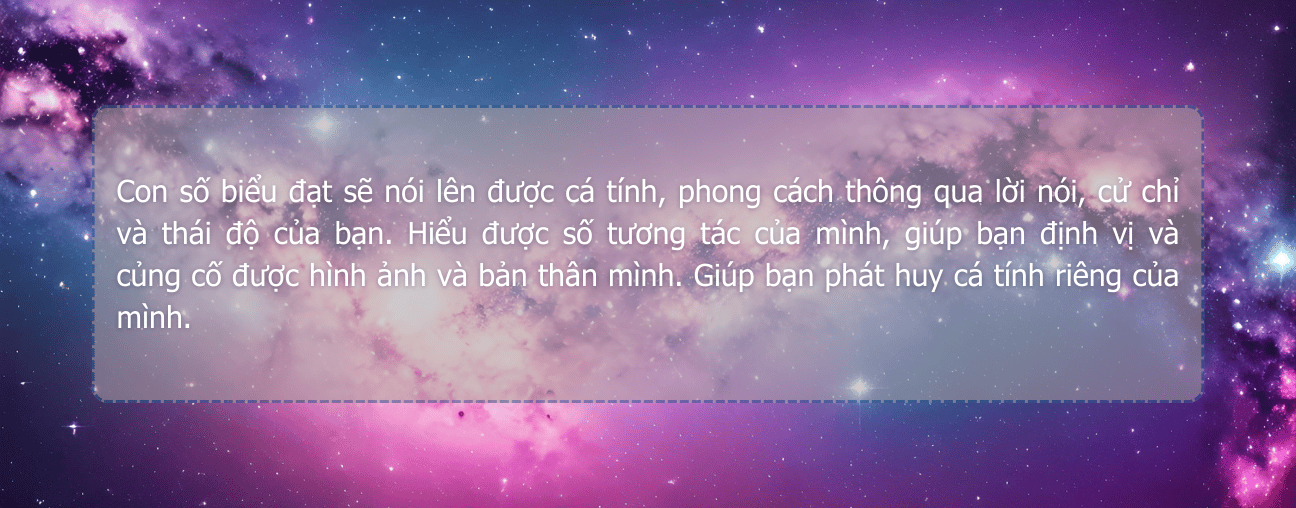 Con số biểu đạt sẽ nói lên được cá tính, phong cách thông qua lời nói, cử chỉ
và thái độ của bạn. Hiểu được số tương tác của mình, giúp bạn định vị và
củng cố được hình ảnh và bản thân mình. Giúp bạn phát huy cá tính riêng của
mình.